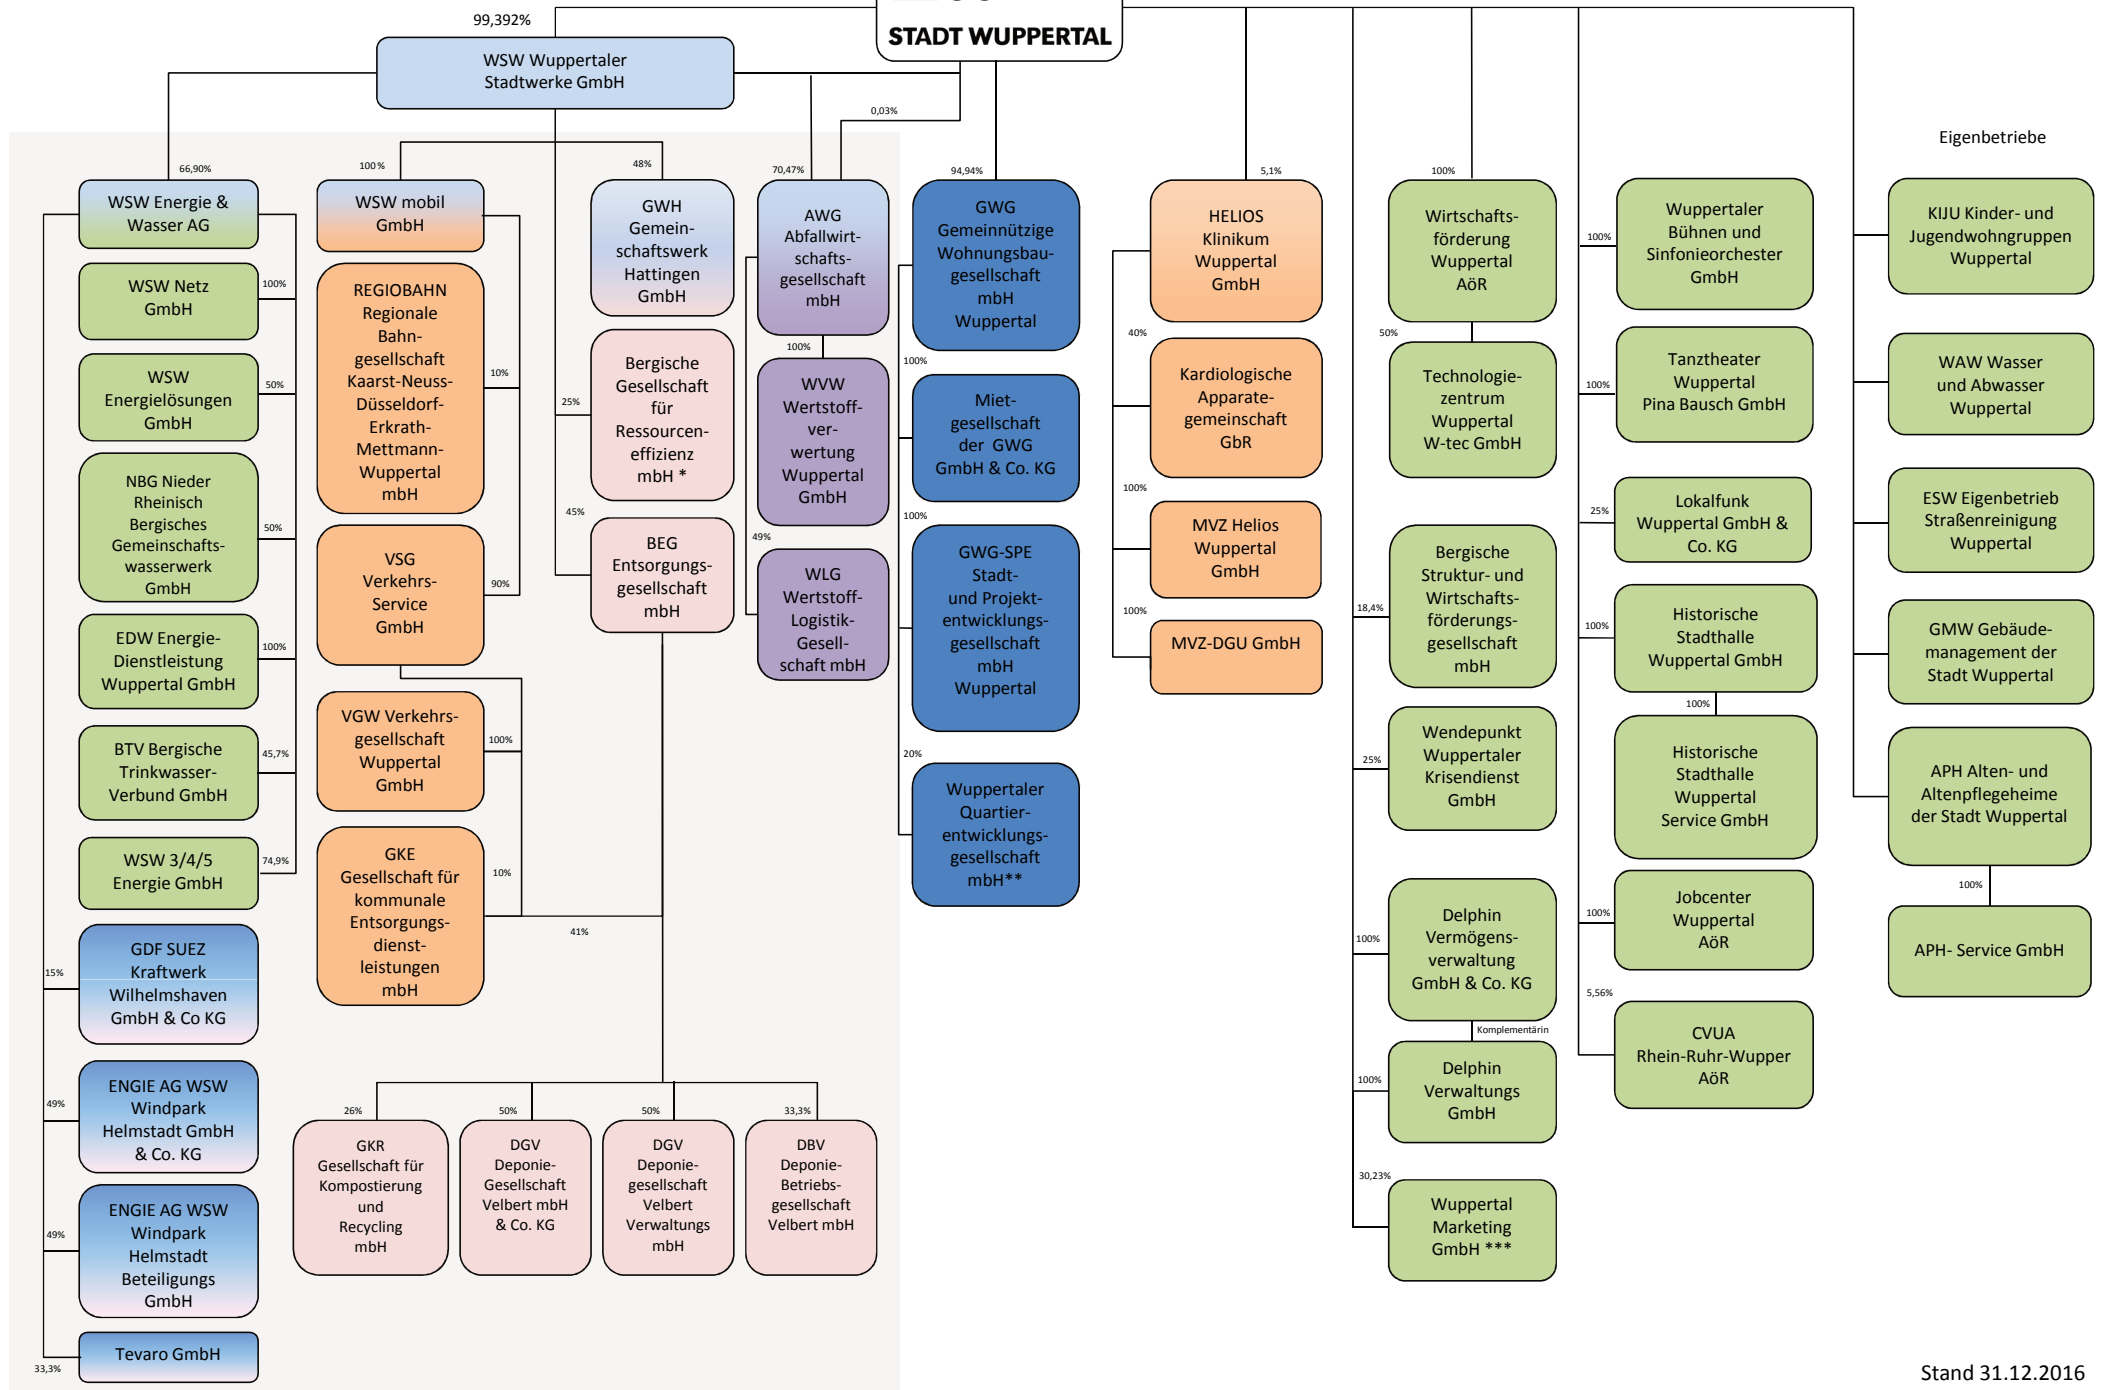 STADT WUPPERTAL
99,392%
WSW Wuppertaler
Stadtwerke GmbH
0,03%
Eigenbetriebe
66,90%
WSW Energie &
Wasser AG
100%
WSW Netz
GmbH
50%
WSW
Energielösungen
GmbH
50%
NBG Nieder
Rheinisch
Bergisches
Gemeinschafts-
wasserwerk
GmbH
100%
EDW Energie-
Dienstleistung
Wuppertal GmbH
45,7%
BTV Bergische
Trinkwasser-
Verbund GmbH
74,9%
WSW 3/4/5
Energie GmbH
15%
GDF SUEZ
Kraftwerk
Wilhelmshaven
GmbH & Co KG
49%
ENGIE AG WSW
Windpark
Helmstadt GmbH
& Co. KG
49%
ENGIE AG WSW
Windpark
Helmstadt
Beteiligungs
GmbH
33,3%
Tevaro GmbH
100%
WSW mobil
GmbH
10%
REGIOBAHN
Regionale
Bahn-
gesellschaft
Kaarst-Neuss-
Düsseldorf-
Erkrath-
Mettmann-
Wuppertal
mbH
90%
VSG
Verkehrs-
Service
GmbH
100%
VGW Verkehrs-
gesellschaft
Wuppertal
GmbH
10%
41%
GKE
Gesellschaft für
kommunale
Entsorgungs-
dienst-
leistungen
mbH
48%
GWH
Gemein-
schaftswerk
Hattingen
GmbH
25%
Bergische
Gesellschaft
für
Ressourcen-
effizienz
mbH *
45%
BEG
Entsorgungs-
gesellschaft
mbH
26%
GKR
Gesellschaft für
Kompostierung
und
Recycling
mbH
50%
DGV
Deponie-
Gesellschaft
Velbert mbH
& Co. KG
50%
DGV
Deponie-
gesellschaft
Velbert
Verwaltungs
mbH
33,3%
DBV
Deponie-
Betriebs-
gesellschaft
Velbert mbH
70,47%
AWG
Abfallwirt-
schafts-
gesellschaft
mbH
100%
WVW
Wertstoff-
ver-
wertung
Wuppertal
GmbH
49%
WLG
Wertstoff-
Logistik-
Gesell-
schaft mbH
94,94%
GWG
Gemeinnützige
Wohnungsbau-
gesellschaft
mbH
Wuppertal
100%
Miet-
gesellschaft
der GWG
GmbH & Co. KG
100%
GWG-SPE
Stadt-
und Projekt-
entwicklungs-
gesellschaft
mbH
Wuppertal
20%
Wuppertaler
Quartier-
entwicklungs-
gesellschaft
mbH**
5,1%
HELIOS
Klinikum
Wuppertal
GmbH
40%
Kardiologische
Apparate-
gemeinschaft
GbR
100%
MVZ Helios
Wuppertal
GmbH
100%
MVZ-DGU GmbH
100%
Wirtschafts-
förderung
Wuppertal
AöR
50%
Technologie-
zentrum
Wuppertal
W-tec GmbH
18,4%
Bergische
Struktur- und
Wirtschafts-
förderungs-
gesellschaft
mbH
25%
Wendepunkt
Wuppertaler
Krisendienst
GmbH
100%
Delphin
Vermögens-
verwaltung
GmbH & Co. KG
Komplementärin
100%
Delphin
Verwaltungs
GmbH
30,23%
Wuppertal
Marketing
GmbH ***
100%
Wuppertaler
Bühnen und
Sinfonieorchester
GmbH
100%
Tanztheater
Wuppertal
Pina Bausch GmbH
25%
Lokalfunk
Wuppertal GmbH &
Co. KG
100%
Historische
Stadthalle
Wuppertal GmbH
100%
Historische
Stadthalle
Wuppertal
Service GmbH
100%
Jobcenter
Wuppertal
AöR
5,56%
CVUA
Rhein-Ruhr-Wupper
AöR
KIJU Kinder- und
Jugendwohngruppen
Wuppertal
WAW Wasser
und Abwasser
Wuppertal
ESW Eigenbetrieb
Straßenreinigung
Wuppertal
GMW Gebäude-
management der
Stadt Wuppertal
APH Alten- und
Altenpflegeheime
der Stadt Wuppertal
100%
APH- Service GmbH
Stand 31.12.2016